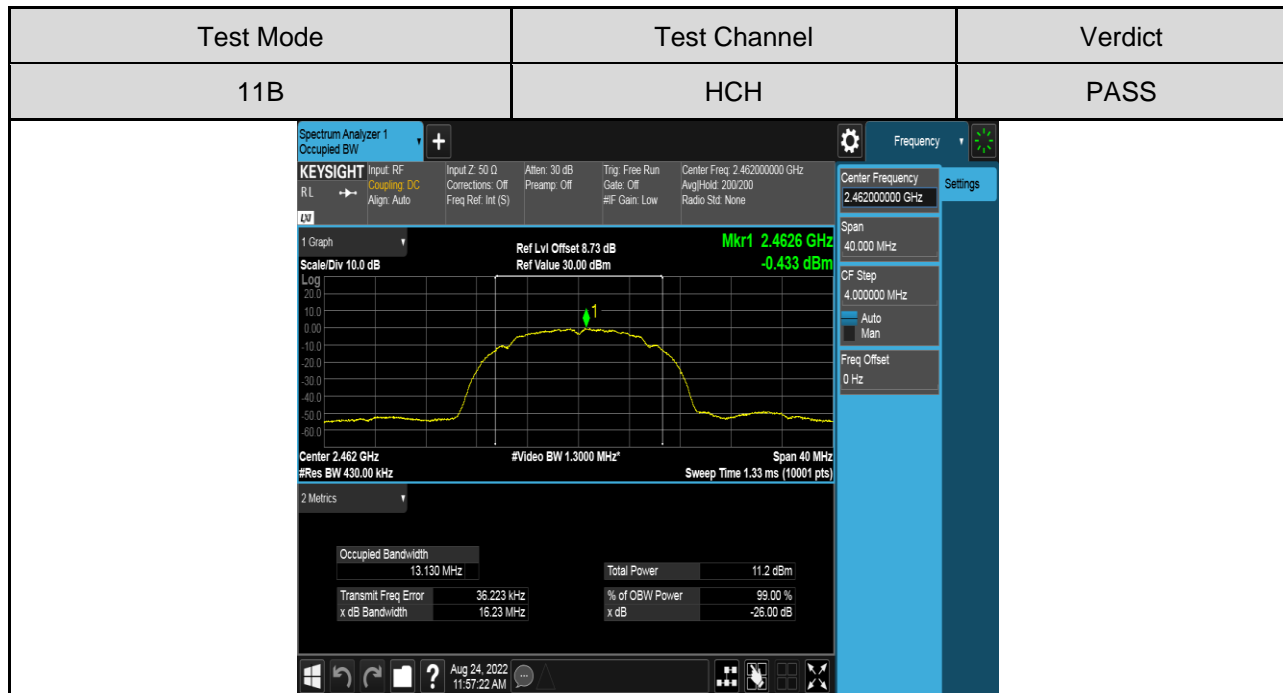 Test Mode Test Channel Verdict
11B HCH PASS
Spectrum Analyzer 1
Occupied BW
+
Frequency
KEYSIGHT Input: RF Input Z: 50 Ω Atten: 30 dB Trig: Free Run Center Freq: 2.462000000 GHz
RL Coupling: DC Corrections: Off Preamp: Off Gate: Off Avg|Hold: 200/200
Align: Auto Freq Ref: Int (S) #IF Gain: Low Radio Std: None
LXI
Center Frequency
2.462000000 GHz
Settings
Span
40.000 MHz
CF Step
4.000000 MHz
Auto
Man
Freq Offset
0 Hz
1 Graph Ref Lvl Offset 8.73 dB Mkr1 2.4626 GHz
Scale/Div 10.0 dB Ref Value 30.00 dBm -0.433 dBm
Log
20.0
10.0
1
0.00
-10.0
-20.0
-30.0
-40.0
-50.0
-60.0
Center 2.462 GHz #Video BW 1.3000 MHz* Span 40 MHz
#Res BW 430.00 kHz Sweep Time 1.33 ms (10001 pts)
2 Metrics
Occupied Bandwidth
13.130 MHz Total Power 11.2 dBm
Transmit Freq Error 36.223 kHz % of OBW Power 99.00 %
x dB Bandwidth 16.23 MHz x dB -26.00 dB
? Aug 24, 2022
11:57:22 AM